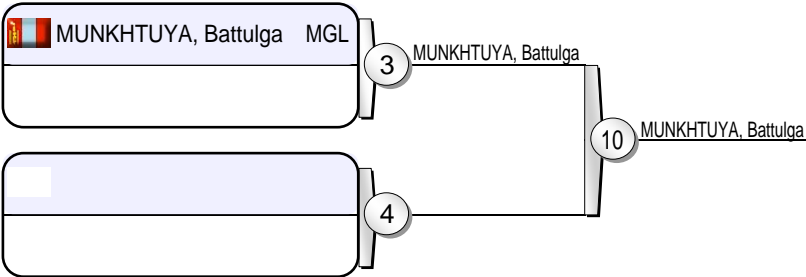 MUNKHTUYA, Battulga MGL
3
MUNKHTUYA, Battulga
10
MUNKHTUYA, Battulga
4